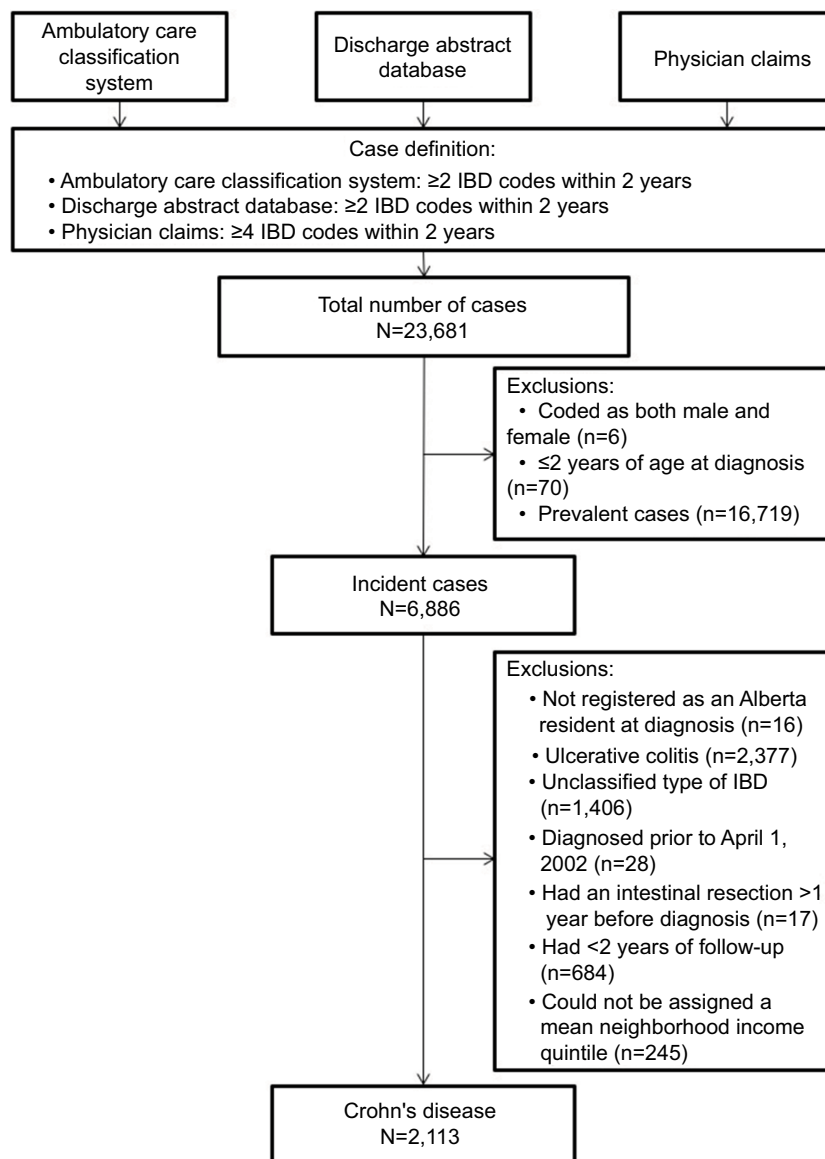 Ambulatory care
classification
system
Discharge abstract
database
Physician claims
Case definition:
• Ambulatory care classification system: ≥2 IBD codes within 2 years
• Discharge abstract database: ≥2 IBD codes within 2 years
• Physician claims: ≥4 IBD codes within 2 years
Total number of cases
N=23,681
Exclusions:
• Coded as both male and
female (n=6)
• ≤2 years of age at diagnosis
(n=70)
• Prevalent cases (n=16,719)
Incident cases
N=6,886
Exclusions:
• Not registered as an Alberta
resident at diagnosis (n=16)
• Ulcerative colitis (n=2,377)
• Unclassified type of IBD
(n=1,406)
• Diagnosed prior to April 1,
2002 (n=28)
• Had an intestinal resection >1
year before diagnosis (n=17)
• Had <2 years of follow-up
(n=684)
• Could not be assigned a
mean neighborhood income
quintile (n=245)
Crohn's disease
N=2,113